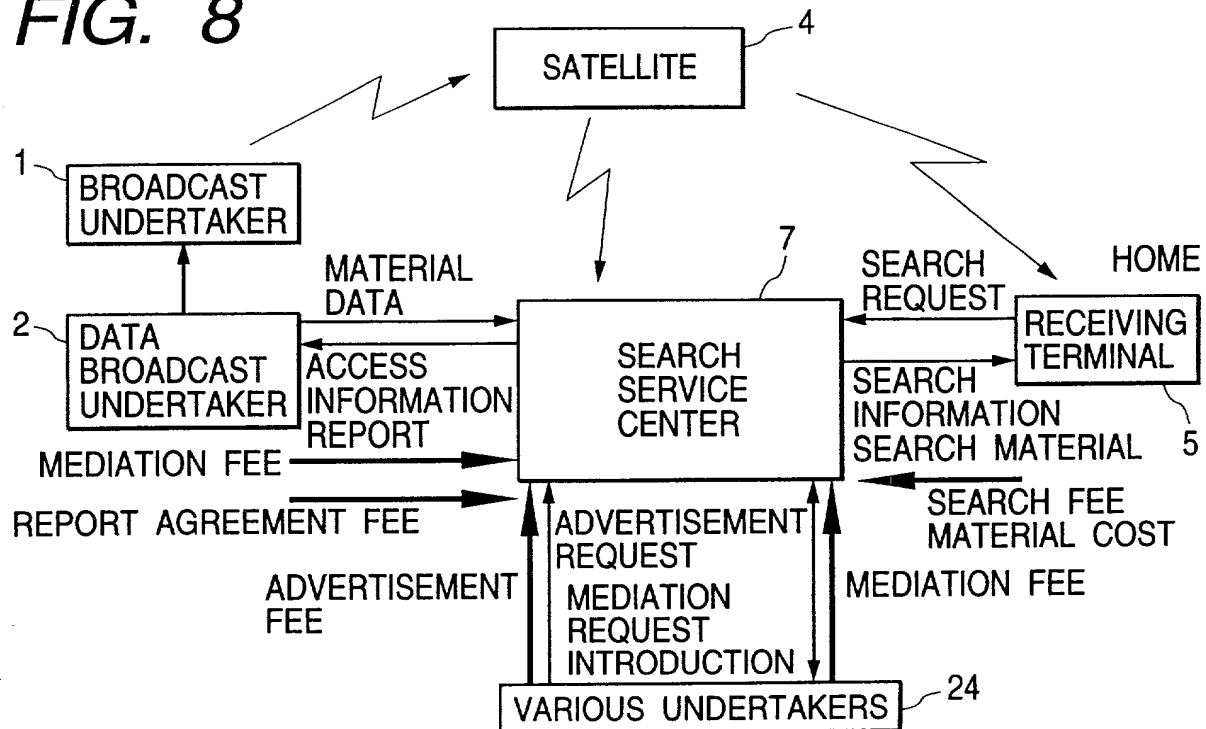 FIG. 8
4
SATELLITE
1
BROADCAST
UNDERTAKER
7
MATERIAL
DATA
SEARCH
REQUEST
HOME
2
DATA
BROADCAST
UNDERTAKER
ACCESS
INFORMATION
REPORT
SEARCH
SERVICE
CENTER
RECEIVING
TERMINAL
5
SEARCH
INFORMATION
SEARCH MATERIAL
MEDIATION FEE
REPORT AGREEMENT FEE
SEARCH FEE
MATERIAL COST
ADVERTISEMENT
FEE
ADVERTISEMENT
REQUEST
MEDIATION
REQUEST
INTRODUCTION
MEDIATION FEE
VARIOUS UNDERTAKERS
24